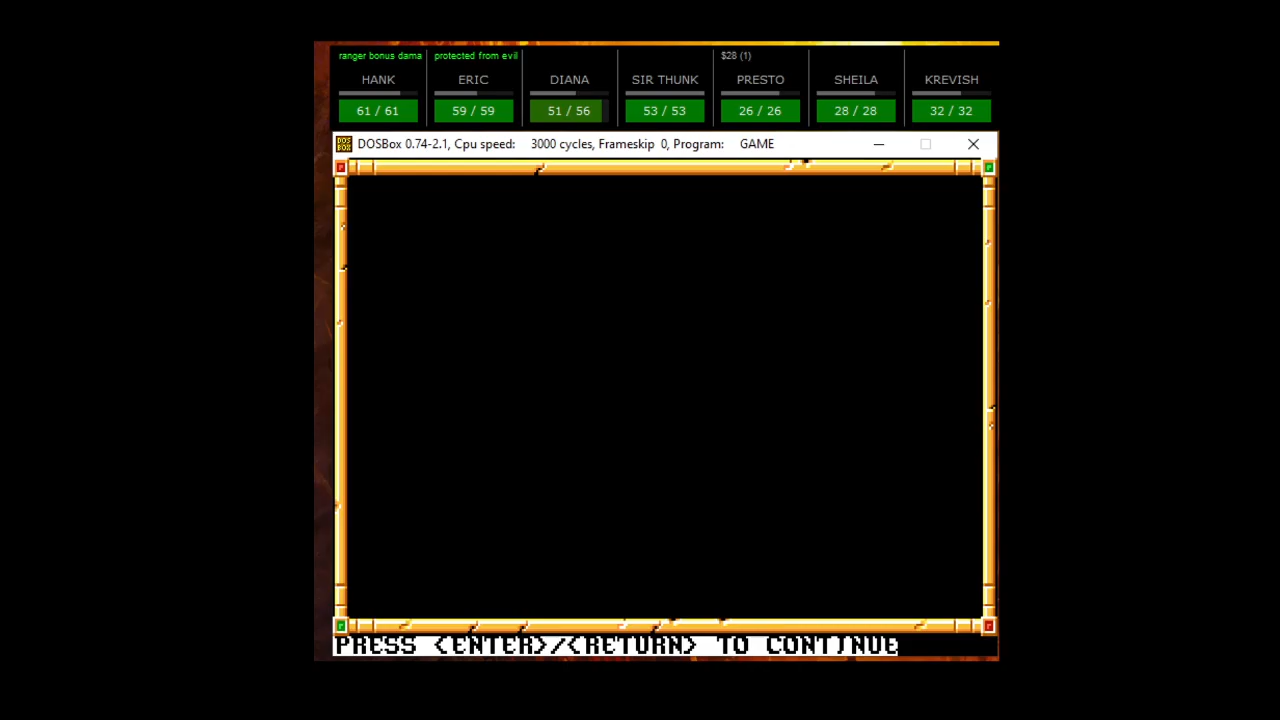 ranger bonus dama protected from evil $28 (1)
HANK ERIC DIANA SIR THUNK PRESTO SHEILA KREVISH
61 / 61 59 / 59 51 / 56 53 / 53 26 / 26 28 / 28 32 / 32
DOSBox 0.74-2.1, Cpu speed: 3000 cycles, Frameskip 0, Program: GAME
PRESS <ENTER>/<RETURN> TO CONTINUE